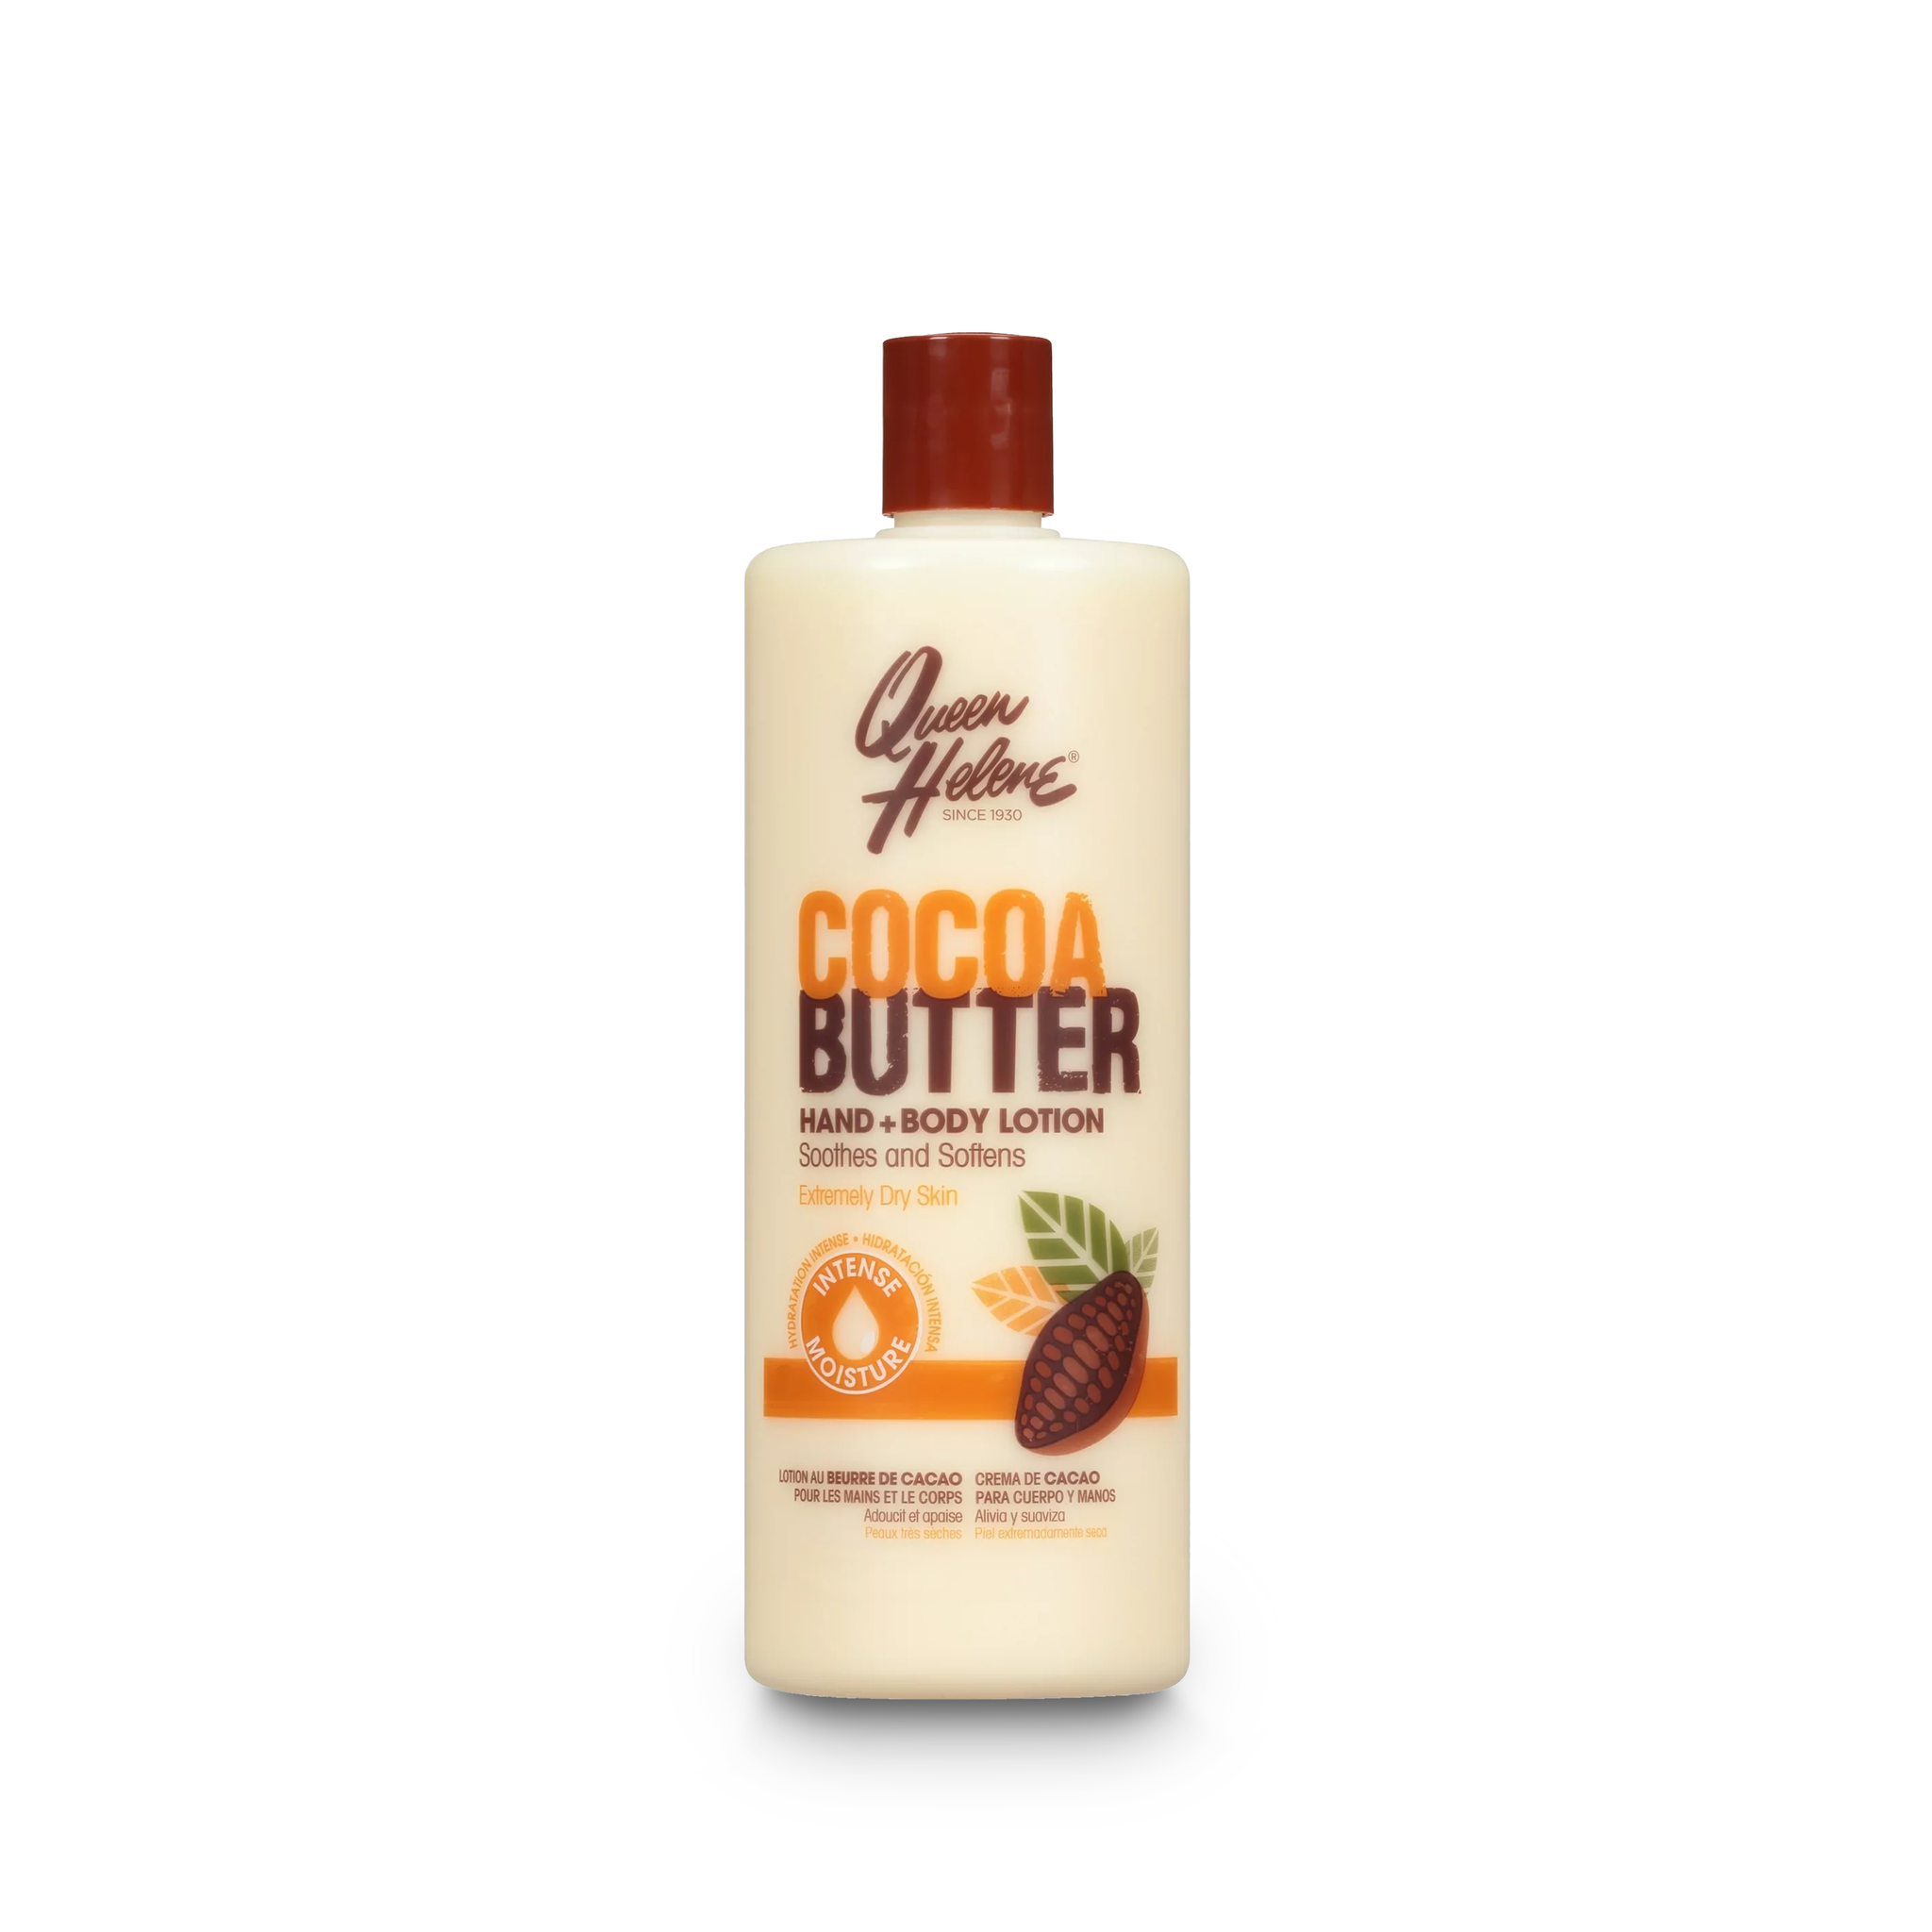 Queen
Helene®
SINCE 1930
COCOA
BUTTER
HAND + BODY LOTION
Soothes and Softens
Extremely Dry Skin
HYDRATATION INTENSE • HIDRATACIÓN INTENSA
INTENSE
MOISTURE
LOTION AU BEURRE DE CACAO
POUR LES MAINS ET LE CORPS
Adoucit et apaise
Peaux très sèches
CREMA DE CACAO
PARA CUERPO Y MANOS
Alivia y suaviza
Piel extremadamente seca